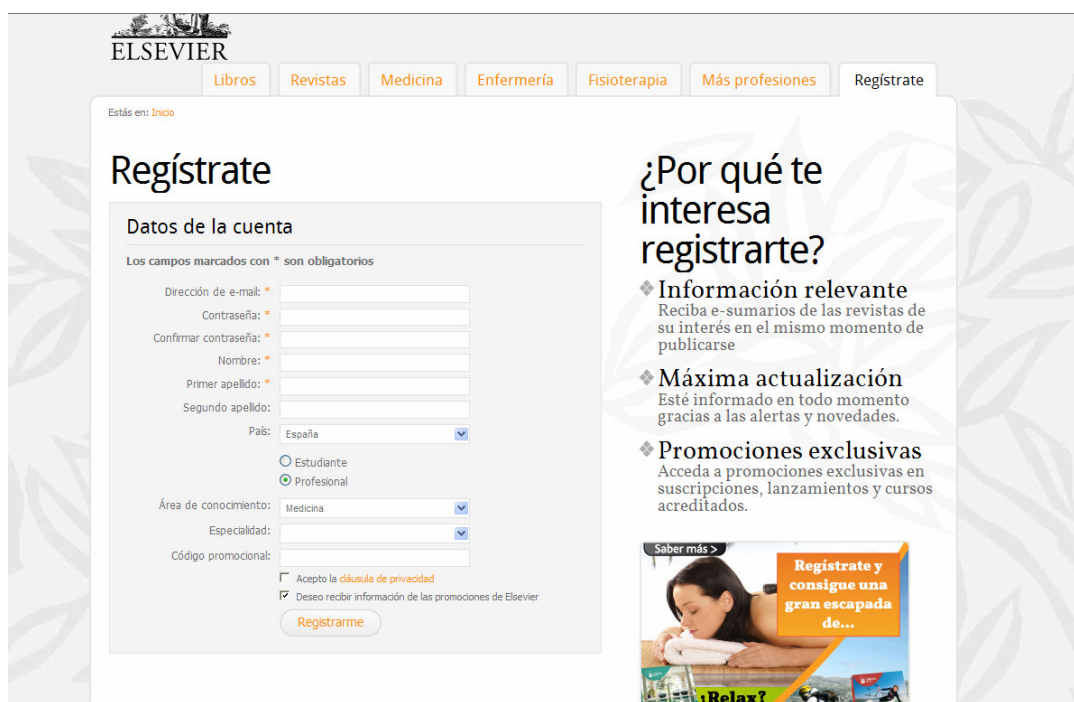 ELSEVIER
Libros Revistas Medicina Enfermería Fisioterapia Más profesiones Regístrate
Estás en: Inicio
Regístrate
Datos de la cuenta
Los campos marcados con * son obligatorios
Dirección de e-mail: *
Contraseña: *
Confirmar contraseña: *
Nombre: *
Primer apellido: *
Segundo apellido:
País: España
Estudiante
Profesional
Área de conocimiento: Medicina
Especialidad:
Código promocional:
Acepto la cláusula de privacidad
Deseo recibir información de las promociones de Elsevier
Registrarme
¿Por qué te
interesa
registrarte?
Información relevante
Reciba e-sumarios de las revistas de
su interés en el mismo momento de
publicarse
Máxima actualización
Esté informado en todo momento
gracias a las alertas y novedades.
Promociones exclusivas
Acceda a promociones exclusivas en
suscripciones, lanzamientos y cursos
acreditados.
Saber más >
Regístrate y
consigue una
gran escapada
de...
¿Relax?